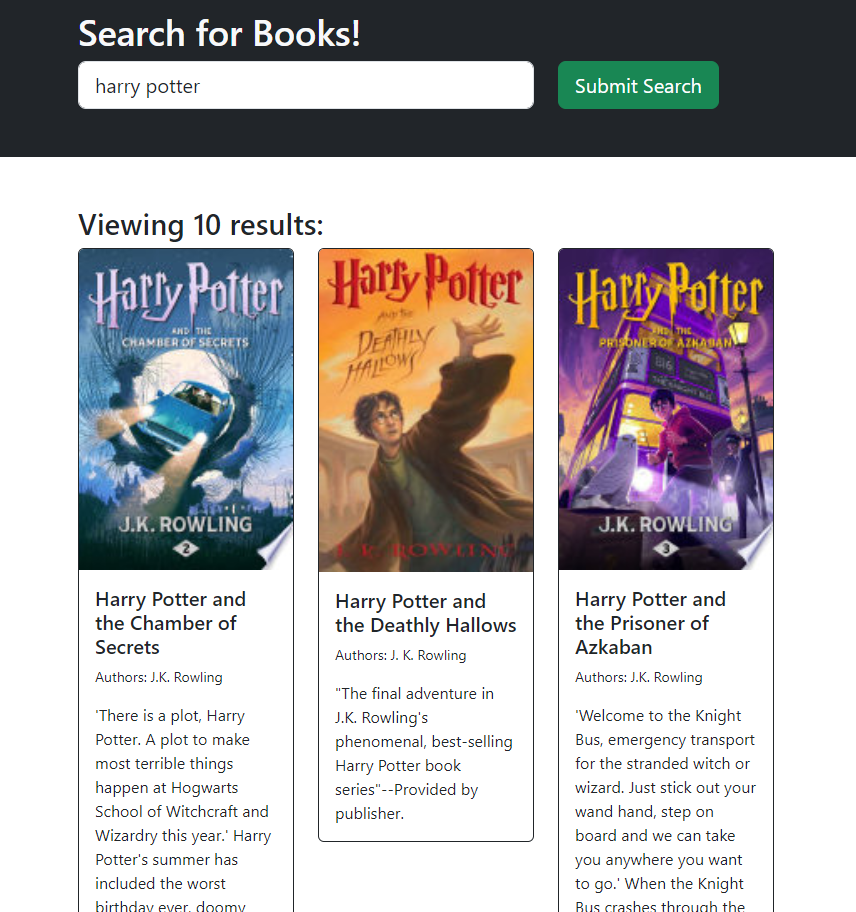 Search for Books!
harry potter
Submit Search
Viewing 10 results:
Harry Potter
AND THE
CHAMBER OF SECRETS
J.K. ROWLING
2
Harry Potter and
the Chamber of
Secrets
Authors: J.K. Rowling
'There is a plot, Harry
Potter. A plot to make
most terrible things
happen at Hogwarts
School of Witchcraft and
Wizardry this year.' Harry
Potter's summer has
included the worst
birthday ever, doomy
Harry Potter
AND THE
DEATHLY
HALLOWS
J. K. ROWLING
Harry Potter and
the Deathly Hallows
Authors: J. K. Rowling
"The final adventure in
J.K. Rowling's
phenomenal, best-selling
Harry Potter book
series"--Provided by
publisher.
Harry Potter
AND THE
PRISONER OF AZKABAN
THE KNIGHT BUS
J.K. ROWLING
3
Harry Potter and
the Prisoner of
Azkaban
Authors: J.K. Rowling
'Welcome to the Knight
Bus, emergency transport
for the stranded witch or
wizard. Just stick out your
wand hand, step on
board and we can take
you anywhere you want
to go.' When the Knight
Bus crashes through the